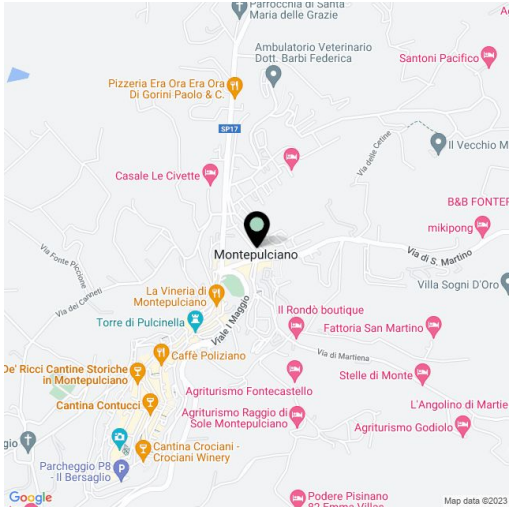 Parrocchia di Santa
Maria delle Grazie
Ambulatorio Veterinario
Dott. Barbi Federica
Santoni Pacifico
Pizzeria Era Ora Era Ora
Di Gorini Paolo & C.
SP17
Via delle Cetine
Il Vecchio M
Casale Le Civette
B&B FONTEF
mikipong
Montepulciano
Via di S. Martino
Via Fonte Piccione
Villa Sogni D'Oro
Via dei Canneti
La Vineria di
Montepulciano
Viale I Maggio
Il Rondò boutique
Torre di Pulcinella
Fattoria San Martino
Caffè Poliziano
Via di Martiena
De' Ricci Cantine Storiche
in Montepulciano
Agriturismo Fontecastello
Stelle di Monte
Cantina Contucci
L'Angolino di Martie
Agriturismo Raggio di
Sole Montepulciano
Agriturismo Godiolo
gio
Cantina Crociani -
Crociani Winery
Parcheggio P8
- Il Bersaglio
P
Podere Pisinano
82 Emma Villas
Google
Map data ©2023